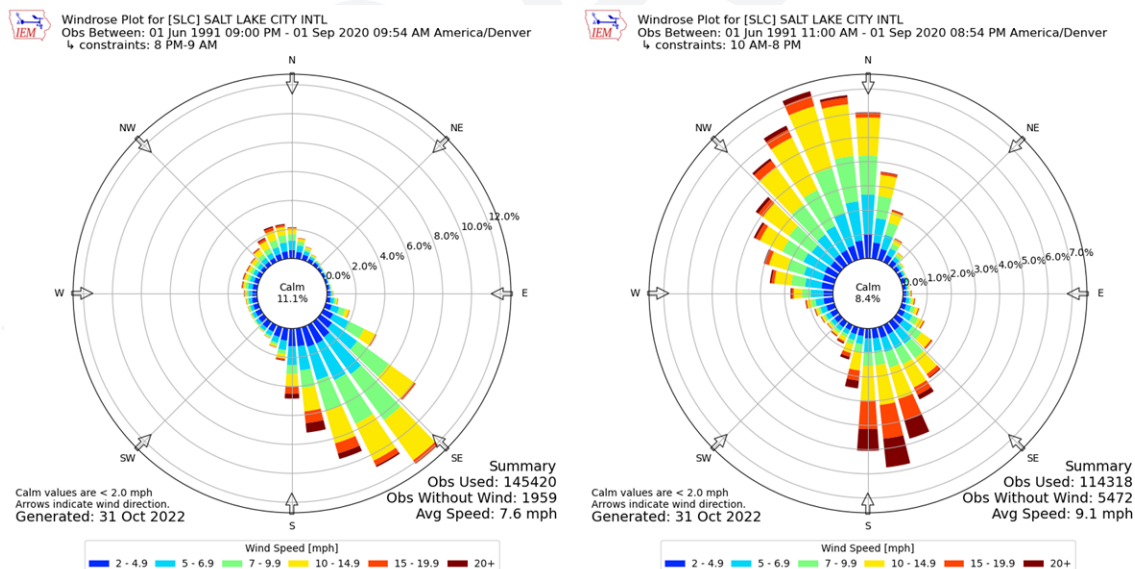 IEM
Windrose Plot for [SLC] SALT LAKE CITY INTL
Obs Between: 01 Jun 1991 09:00 PM - 01 Sep 2020 09:54 AM America/Denver
↳ constraints: 8 PM-9 AM
N
NW
NE
12.0%
10.0%
8.0%
6.0%
4.0%
2.0%
0.0%
W
Calm
11.1%
E
SW
SE
S
Summary
Obs Used: 145420
Obs Without Wind: 1959
Avg Speed: 7.6 mph
Calm values are < 2.0 mph
Arrows indicate wind direction.
Generated: 31 Oct 2022
Wind Speed [mph]
2 - 4.9 5 - 6.9 7 - 9.9 10 - 14.9 15 - 19.9 20+
IEM
Windrose Plot for [SLC] SALT LAKE CITY INTL
Obs Between: 01 Jun 1991 11:00 AM - 01 Sep 2020 08:54 PM America/Denver
↳ constraints: 10 AM-8 PM
N
NW
NE
0.0% 1.0% 2.0% 3.0% 4.0% 5.0% 6.0% 7.0%
W
Calm
8.4%
E
SW
SE
S
Summary
Obs Used: 114318
Obs Without Wind: 5472
Avg Speed: 9.1 mph
Calm values are < 2.0 mph
Arrows indicate wind direction.
Generated: 31 Oct 2022
Wind Speed [mph]
2 - 4.9 5 - 6.9 7 - 9.9 10 - 14.9 15 - 19.9 20+